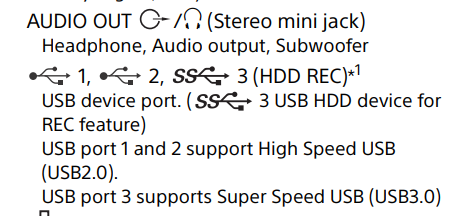 AUDIO OUT / (Stereo mini jack)
Headphone, Audio output, Subwoofer
1, 2, SS 3 (HDD REC)*1
USB device port. (SS 3 USB HDD device for
REC feature)
USB port 1 and 2 support High Speed USB
(USB2.0).
USB port 3 supports Super Speed USB (USB3.0)